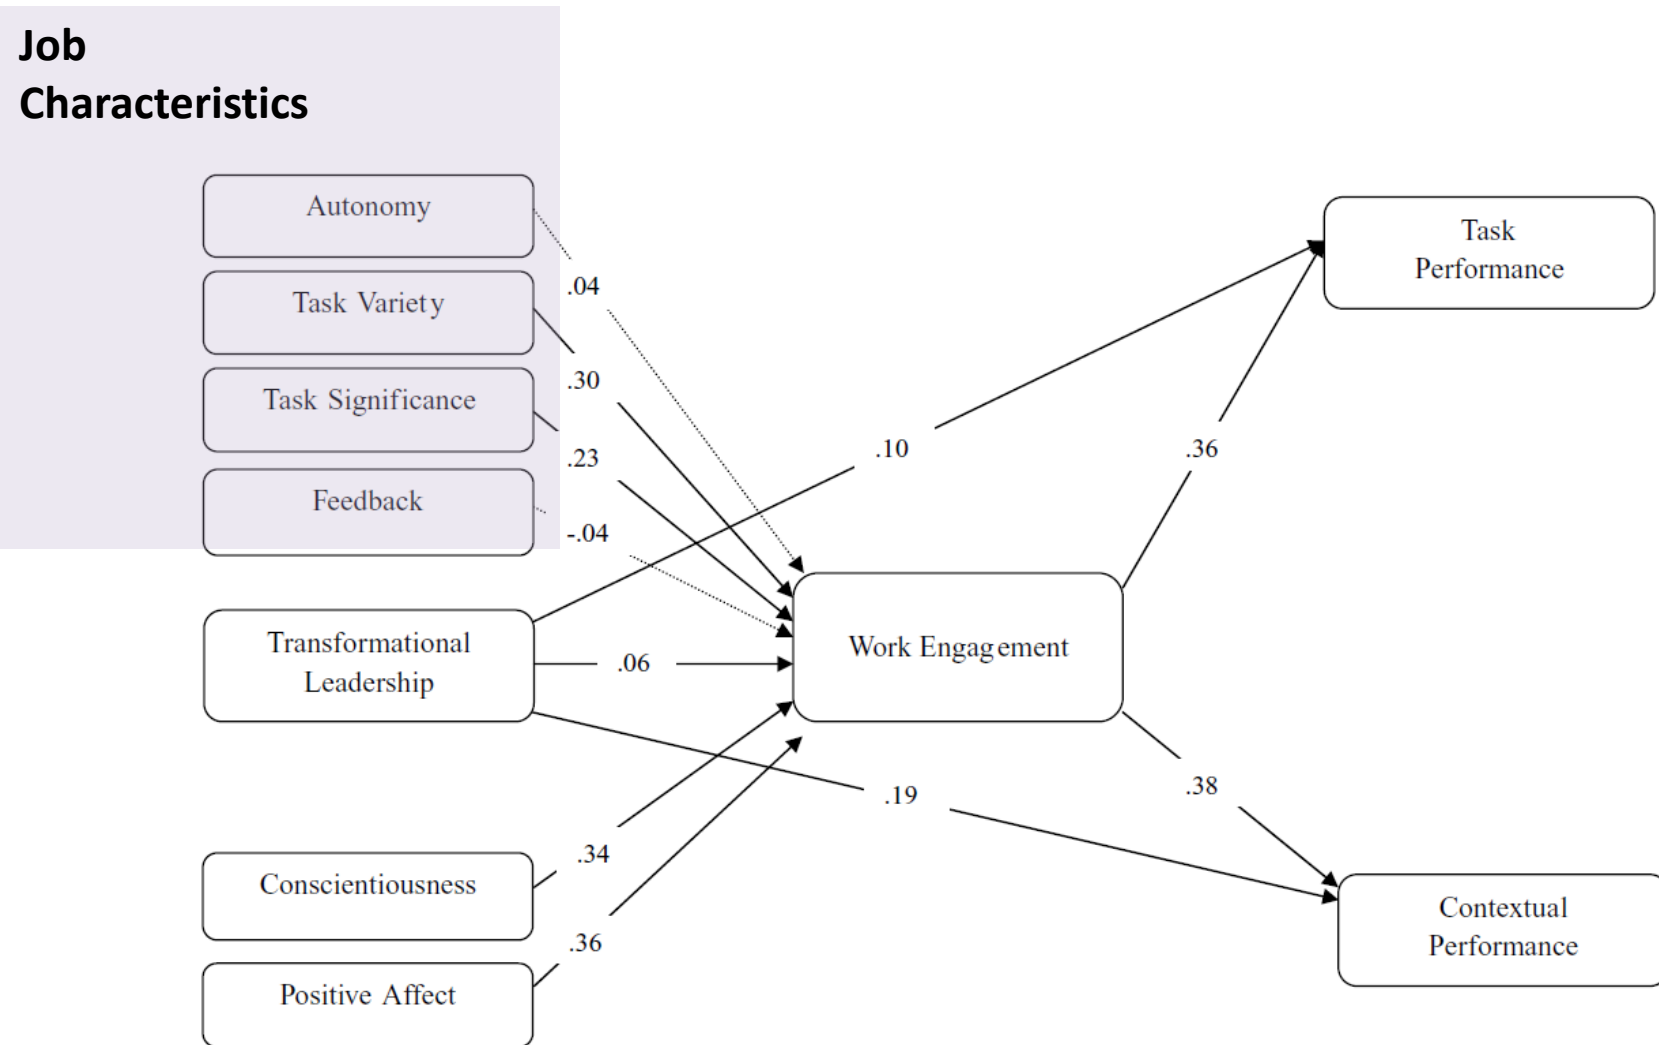 Job
Characteristics
Autonomy
Task Variety
Task Significance
Feedback
Transformational
Leadership
Conscientiousness
Positive Affect
.04
.30
.23
-.04
.06
.34
.36
.10
.19
Work Engagement
.36
.38
Task
Performance
Contextual
Performance